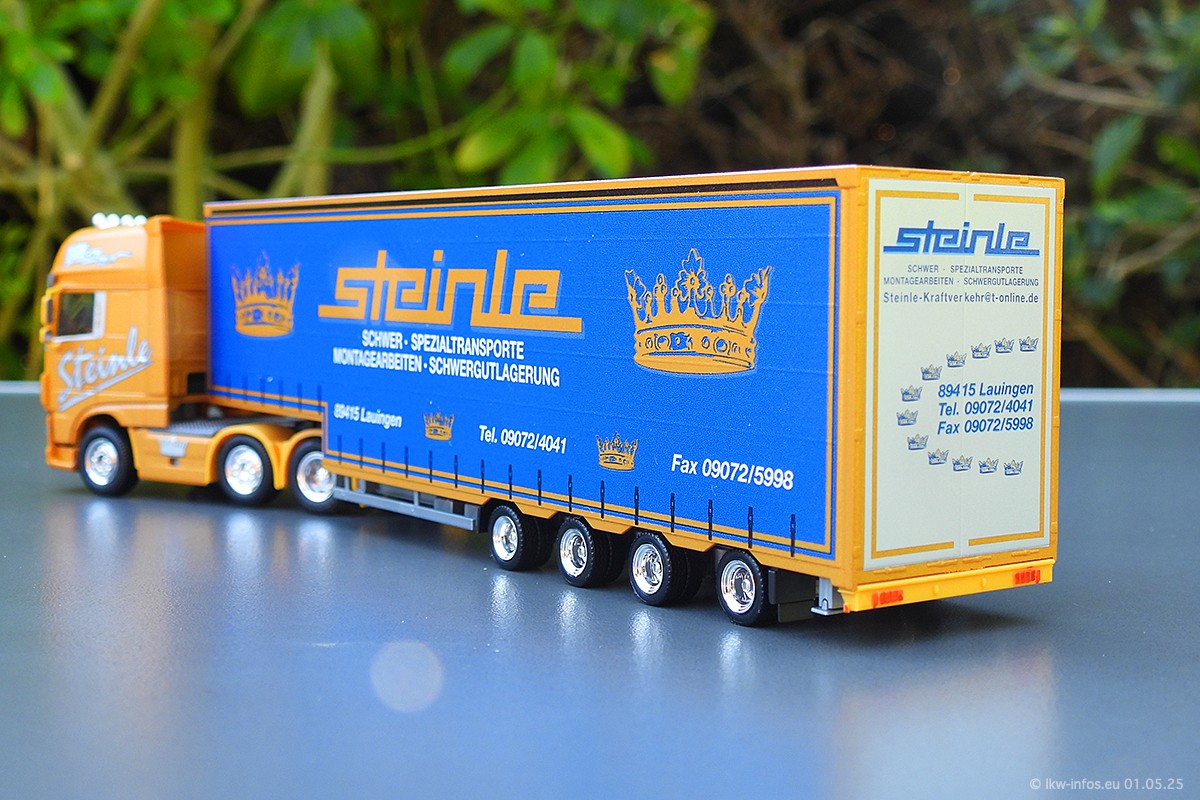 Steinle
steinle
SCHWER · SPEZIALTRANSPORTE
MONTAGEARBEITEN · SCHWERGUTLAGERUNG
89415 Lauingen
Tel. 09072/4041
Fax 09072/5998
steinle
SCHWER · SPEZIALTRANSPORTE
MONTAGEARBEITEN · SCHWERGUTLAGERUNG
Steinle-Kraftverkehr@t-online.de
89415 Lauingen
Tel. 09072/4041
Fax 09072/5998
© lkw-infos.eu 01.05.25